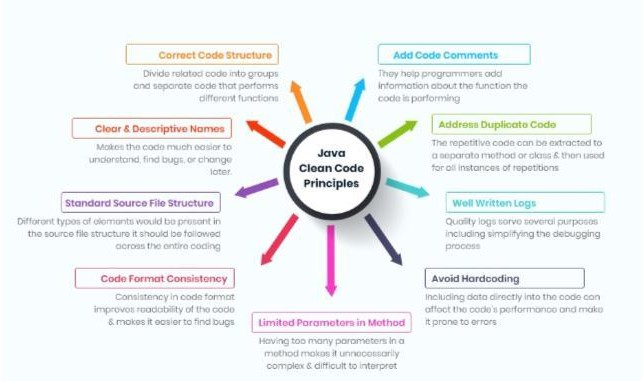 Java
Clean Code
Principles
Correct Code Structure
Divide related code into groups
and separate code that performs
different functions
Add Code Comments
They help programmers add
information about the function the
code is performing
Clear & Descriptive Names
Makes the code much easier to
understand, find bugs, or change
later.
Address Duplicate Code
The repetitive code can be extracted to
a separate method or class & then used
for all instances of repetitions
Standard Source File Structure
Different types of elements would be present in
the source file structure it should be followed
across the entire coding
Well Written Logs
Quality logs serve several purposes
including simplifying the debugging
process
Code Format Consistency
Consistency in code format
improves readability of the code
& makes it easier to find bugs
Avoid Hardcoding
Including data directly into the code can
affect the code's performance and make
it prone to errors
Limited Parameters in Method
Having too many parameters in a
method makes it unnecessarily
complex & difficult to interpret